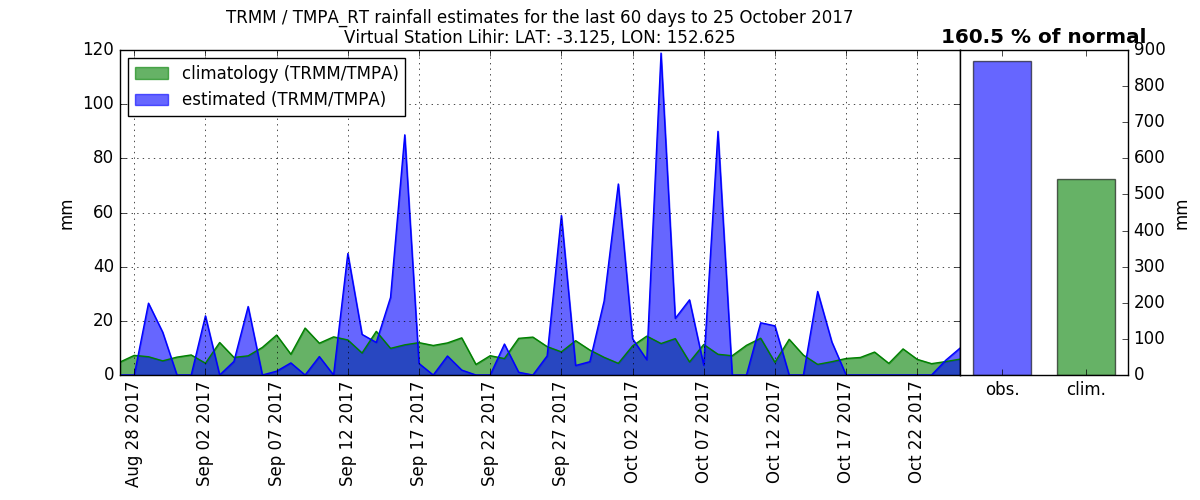 TRMM / TMPA_RT rainfall estimates for the last 60 days to 25 October 2017
Virtual Station Lihir: LAT: -3.125, LON: 152.625
160.5 % of normal
climatology (TRMM/TMPA)
estimated (TRMM/TMPA)
mm
120
100
80
60
40
20
0
Aug 28 2017
Sep 02 2017
Sep 07 2017
Sep 12 2017
Sep 17 2017
Sep 22 2017
Sep 27 2017
Oct 02 2017
Oct 07 2017
Oct 12 2017
Oct 17 2017
Oct 22 2017
obs.
clim.
900
800
700
600
500
400
300
200
100
0
mm